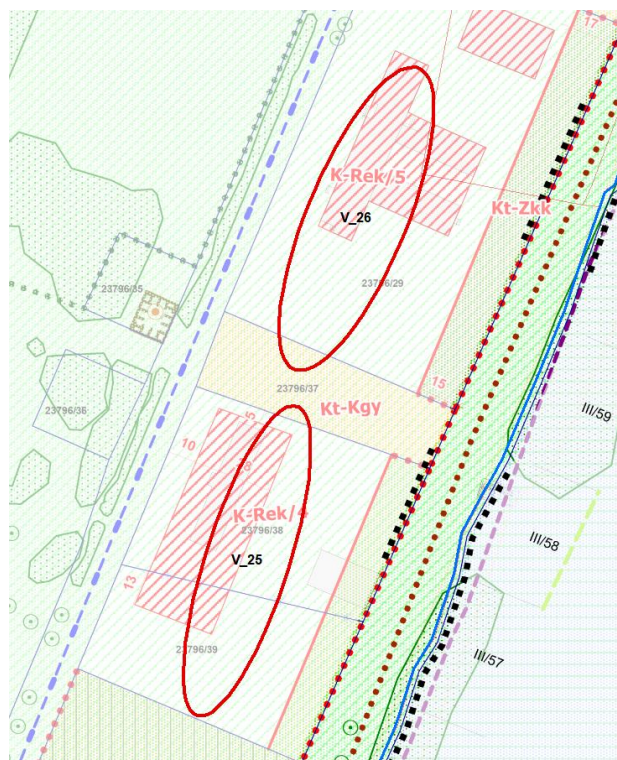 17
K-Rek/5
V_26
Kt-Zkk
23796/29
23796/35
23796/37
15
Kt-Kgy
23796/36
III/59
5
10
18
K-Rek/4
23796/38
III/58
V_25
13
23796/39
III/57